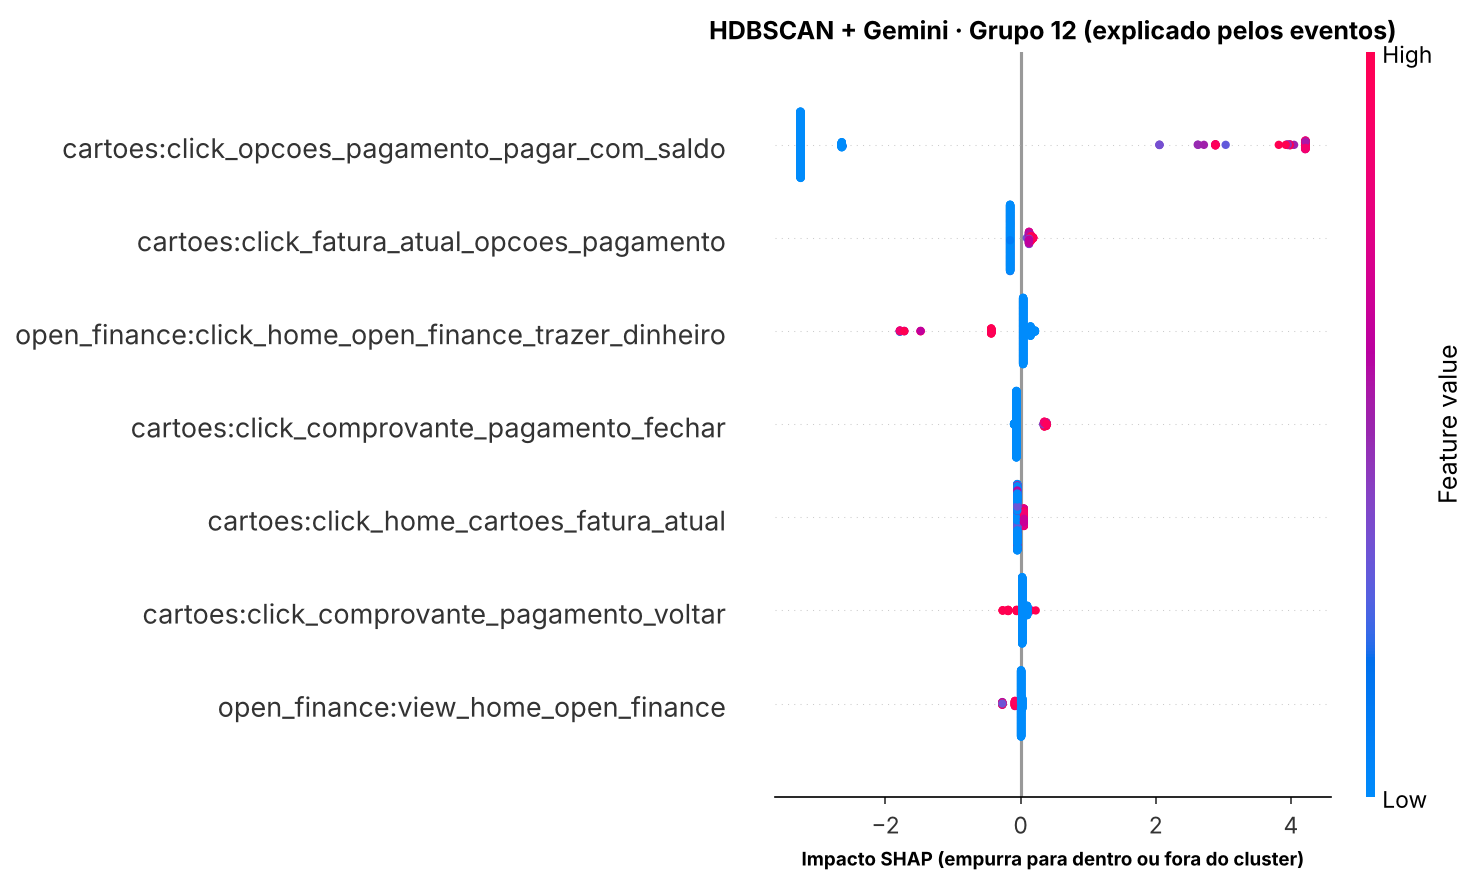 HDBSCAN + Gemini · Grupo 12 (explicado pelos eventos)
High
cartoes:click_opcoes_pagamento_pagar_com_saldo
cartoes:click_fatura_atual_opcoes_pagamento
open_finance:click_home_open_finance_trazer_dinheiro
cartoes:click_comprovante_pagamento_fechar
cartoes:click_home_cartoes_fatura_atual
cartoes:click_comprovante_pagamento_voltar
open_finance:view_home_open_finance
Feature value
Low
−2 0 2 4
Impacto SHAP (empurra para dentro ou fora do cluster)